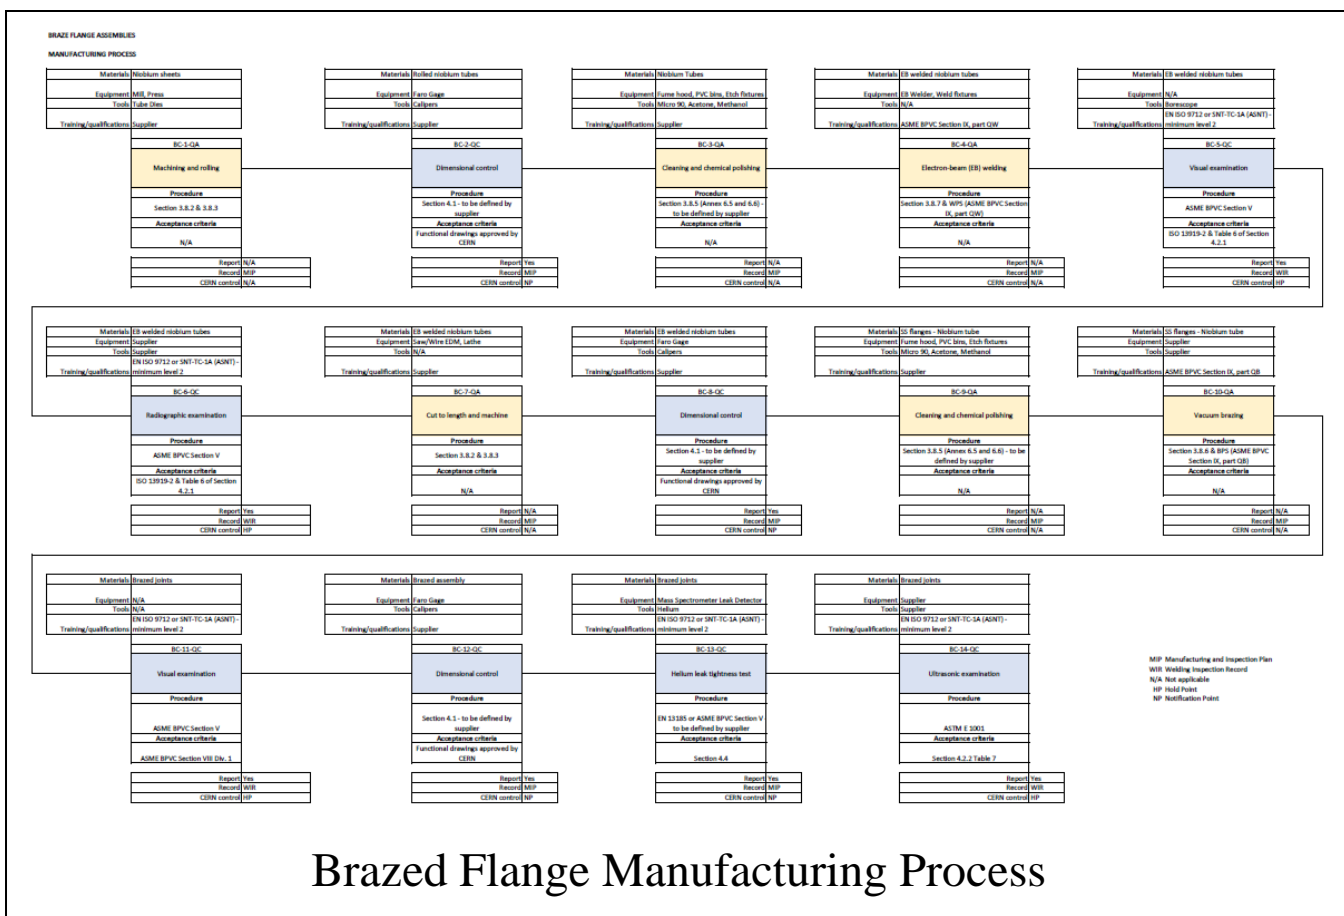 BRAZE FLANGE ASSEMBLIES
MANUFACTURING PROCESS
Materials Niobium sheets
Equipment Mill, Press
Tools Tube Dies
Training/qualifications Supplier
BC-1-QA
Machining and rolling
Procedure
Section 3.8.2 & 3.8.3
Acceptance criteria
N/A
Report N/A
Record MIP
CERN control N/A
Materials Rolled niobium tubes
Equipment Faro Gage
Tools Calipers
Training/qualifications Supplier
BC-2-QC
Dimensional control
Procedure
Section 4.1 - to be defined by
supplier
Acceptance criteria
Functional drawings approved by
CERN
Report Yes
Record MIP
CERN control NP
Materials Niobium Tubes
Equipment Fume hood, PVC bins, Etch fixtures
Tools Micro 90, Acetone, Methanol
Training/qualifications Supplier
BC-3-QA
Cleaning and chemical polishing
Procedure
Section 3.8.5 (Annex 6.5 and 6.6) -
to be defined by supplier
Acceptance criteria
N/A
Report N/A
Record MIP
CERN control N/A
Materials EB welded niobium tubes
Equipment EB Welder, Weld fixtures
Tools N/A
Training/qualifications ASME BPVC Section IX, part QW
BC-4-QA
Electron-beam (EB) welding
Procedure
Section 3.8.7 & WPS (ASME BPVC Section
IX, part QW)
Acceptance criteria
N/A
Report N/A
Record MIP
CERN control N/A
Materials EB welded niobium tubes
Equipment N/A
Tools Borescope
EN ISO 9712 or SNT-TC-1A (ASNT) -
Training/qualifications minimum level 2
BC-5-QC
Visual examination
Procedure
ASME BPVC Section V
Acceptance criteria
ISO 13919-2 & Table 6 of Section
4.2.1
Report Yes
Record WIR
CERN control HP
Materials EB welded niobium tubes
Equipment Supplier
Tools Supplier
EN ISO 9712 or SNT-TC-1A (ASNT) -
Training/qualifications minimum level 2
BC-6-QC
Radiographic examination
Procedure
ASME BPVC Section V
Acceptance criteria
ISO 13919-2 & Table 6 of Section
4.2.1
Report Yes
Record WIR
CERN control HP
Materials EB welded niobium tubes
Equipment Saw/Wire EDM, Lathe
Tools N/A
Training/qualifications Supplier
BC-7-QA
Cut to length and machine
Procedure
Section 3.8.2 & 3.8.3
Acceptance criteria
N/A
Report N/A
Record MIP
CERN control N/A
Materials EB welded niobium tubes
Equipment Faro Gage
Tools Calipers
Training/qualifications Supplier
BC-8-QC
Dimensional control
Procedure
Section 4.1 - to be defined by
supplier
Acceptance criteria
Functional drawings approved by
CERN
Report Yes
Record MIP
CERN control NP
Materials SS flanges - Niobium tube
Equipment Fume hood, PVC bins, Etch fixtures
Tools Micro 90, Acetone, Methanol
Training/qualifications Supplier
BC-9-QA
Cleaning and chemical polishing
Procedure
Section 3.8.5 (Annex 6.5 and 6.6) - to be
defined by supplier
Acceptance criteria
N/A
Report N/A
Record MIP
CERN control N/A
Materials SS flanges - Niobium tube
Equipment Supplier
Tools Supplier
Training/qualifications ASME BPVC Section IX, part QB
BC-10-QA
Vacuum brazing
Procedure
Section 3.8.6 & BPS (ASME BPVC
Section IX, part QB)
Acceptance criteria
N/A
Report N/A
Record MIP
CERN control N/A
Materials Brazed joints
Equipment N/A
Tools N/A
EN ISO 9712 or SNT-TC-1A (ASNT) -
Training/qualifications minimum level 2
BC-11-QC
Visual examination
Procedure
ASME BPVC Section V
Acceptance criteria
ASME BPVC Section VIII Div. 1
Report Yes
Record WIR
CERN control HP
Materials Brazed assembly
Equipment Faro Gage
Tools Calipers
Training/qualifications Supplier
BC-12-QC
Dimensional control
Procedure
Section 4.1 - to be defined by
supplier
Acceptance criteria
Functional drawings approved by
CERN
Report Yes
Record MIP
CERN control NP
Materials Brazed joints
Equipment Mass Spectrometer Leak Detector
Tools Helium
EN ISO 9712 or SNT-TC-1A (ASNT) -
Training/qualifications minimum level 2
BC-13-QC
Helium leak tightness test
Procedure
EN 13185 or ASME BPVC Section V -
to be defined by supplier
Acceptance criteria
Section 4.4
Report Yes
Record MIP
CERN control NP
Materials Brazed joints
Equipment Supplier
Tools Supplier
EN ISO 9712 or SNT-TC-1A (ASNT) -
Training/qualifications minimum level 2
BC-14-QC
Ultrasonic examination
Procedure
ASTM E 1001
Acceptance criteria
Section 4.2.2 Table 7
Report Yes
Record WIR
CERN control HP
MIP Manufacturing and Inspection Plan
WIR Welding Inspection Record
N/A Not applicable
HP Hold Point
NP Notification Point
Brazed Flange Manufacturing Process